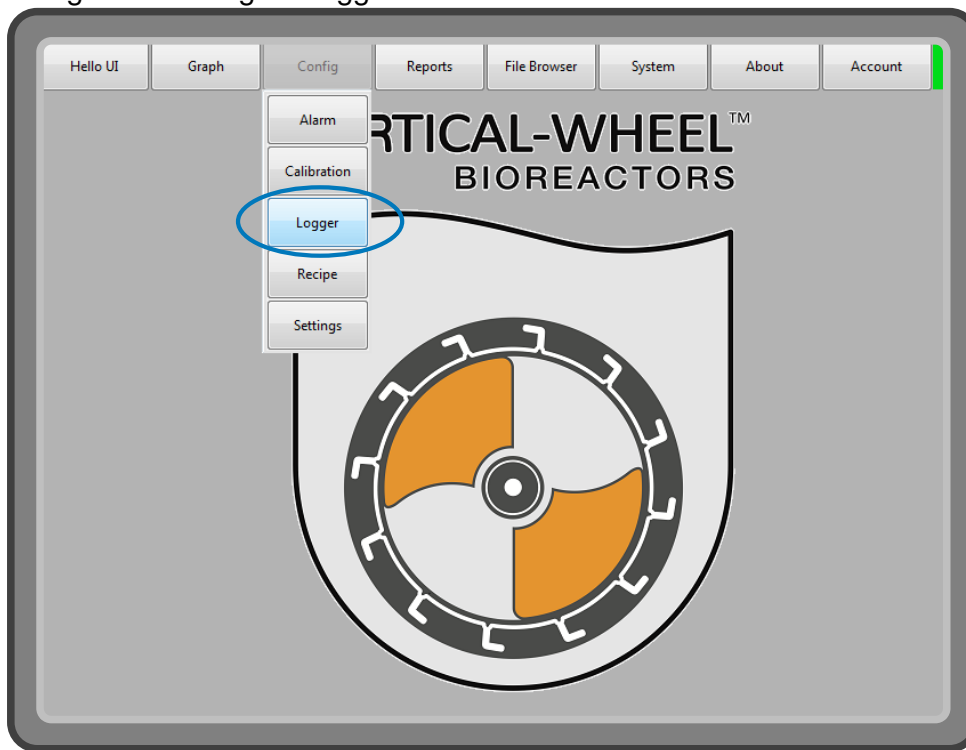 Hello UI Graph Config Reports File Browser System About Account
Alarm
RTICAL-WHEEL™
BIOREACTORS
Calibration
Logger
Recipe
Settings